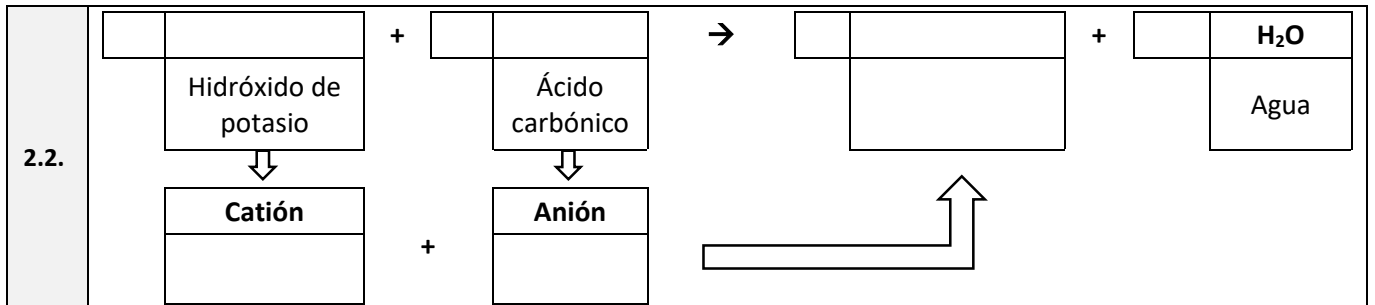 + → + H₂O
Hidróxido de
potasio
Ácido
carbónico
Agua
2.2.
Catión
Anión
+